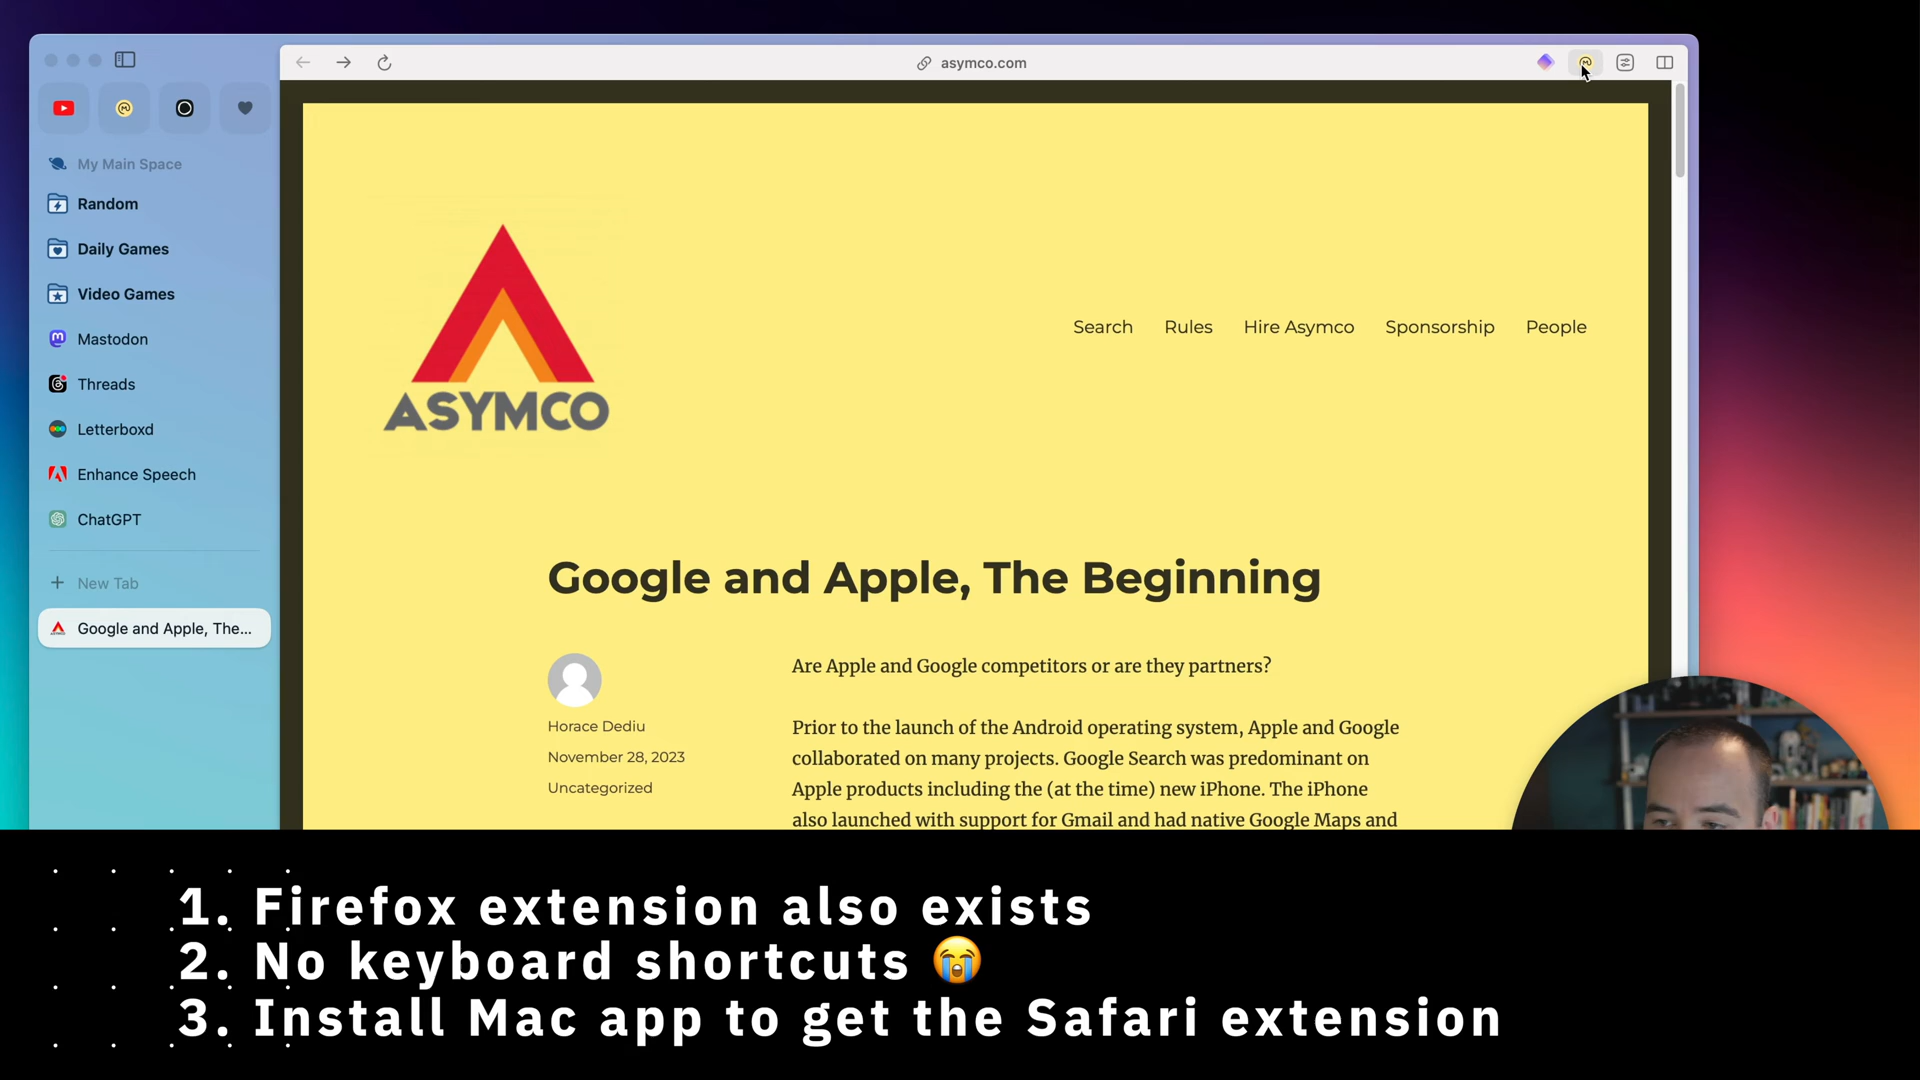 asymco.com
My Main Space
Random
Daily Games
Video Games
Mastodon
Threads
Letterboxd
Enhance Speech
ChatGPT
New Tab
Google and Apple, The...
ASYMCO
Search Rules Hire Asymco Sponsorship People
Google and Apple, The Beginning
Horace Dediu
November 28, 2023
Uncategorized
Are Apple and Google competitors or are they partners?
Prior to the launch of the Android operating system, Apple and Google
collaborated on many projects. Google Search was predominant on
Apple products including the (at the time) new iPhone. The iPhone
also launched with support for Gmail and had native Google Maps and
1. Firefox extension also exists
2. No keyboard shortcuts 😭
3. Install Mac app to get the Safari extension